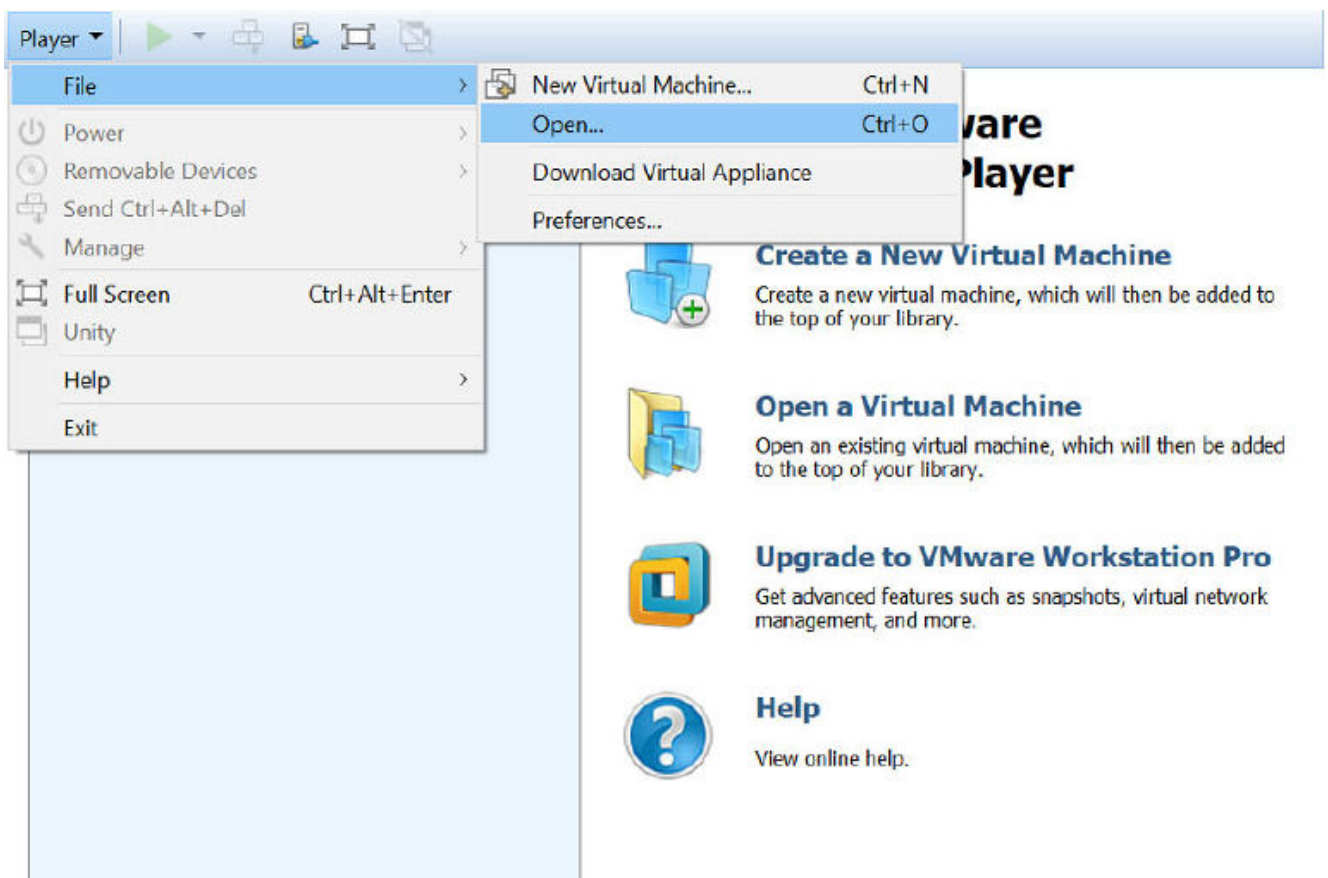 Player
File
New Virtual Machine... Ctrl+N
Open... Ctrl+O
Download Virtual Appliance
Preferences...
Power
Removable Devices
Send Ctrl+Alt+Del
Manage
Full Screen Ctrl+Alt+Enter
Unity
Help
Exit
ware
Player
Create a New Virtual Machine
Create a new virtual machine, which will then be added to
the top of your library.
Open a Virtual Machine
Open an existing virtual machine, which will then be added
to the top of your library.
Upgrade to VMware Workstation Pro
Get advanced features such as snapshots, virtual network
management, and more.
Help
View online help.